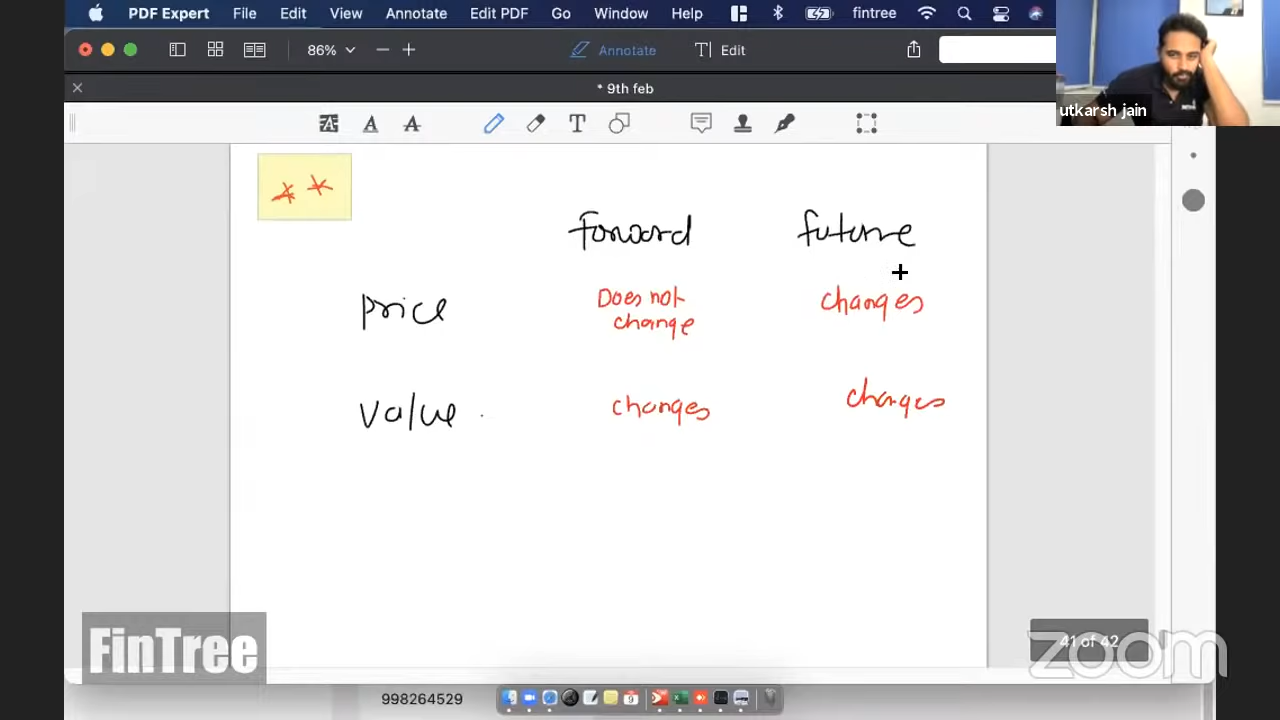 PDF Expert File Edit View Annotate Edit PDF Go Window Help fintree
86% Annotate T Edit
* 9th feb
utkarsh jain
forward future
price Does not change changes
value changes changes
FinTree
41 of 42
zoom
998264529